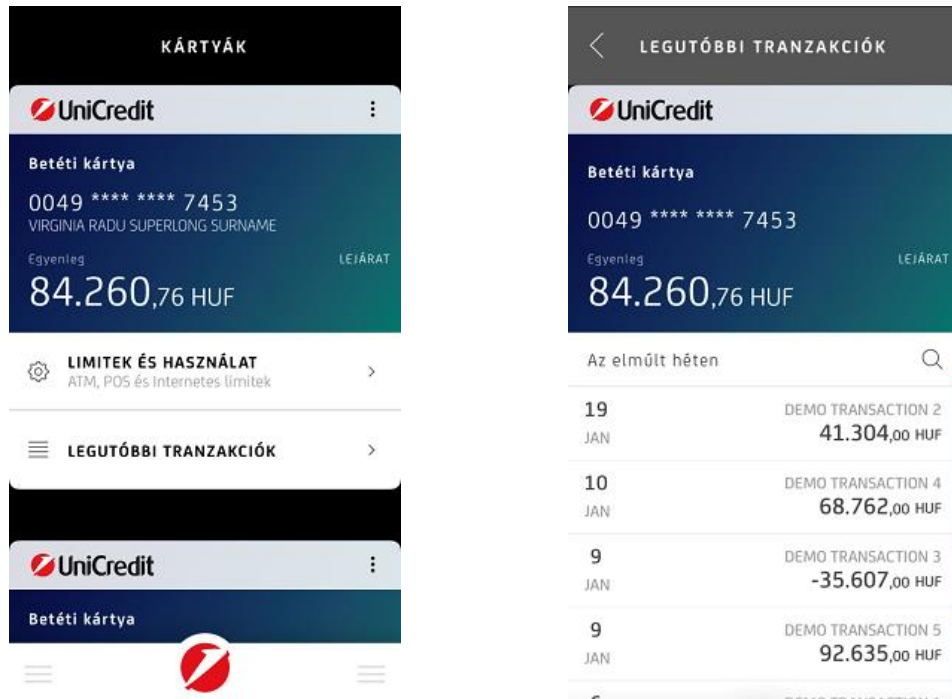 KÁRTYÁK
UniCredit
Betéti kártya
0049 **** **** 7453
VIRGINIA RADU SUPERLONG SURNAME
Egyenleg
LEJÁRAT
84.260,76 HUF
LIMITEK ÉS HASZNÁLAT
ATM, POS és Internetes limitek
LEGUTÓBBI TRANZAKCIÓK
UniCredit
Betéti kártya
LEGUTÓBBI TRANZAKCIÓK
UniCredit
Betéti kártya
0049 **** **** 7453
Egyenleg
LEJÁRAT
84.260,76 HUF
Az elmúlt héten
19 DEMO TRANSACTION 2
JAN 41.304,00 HUF
10 DEMO TRANSACTION 4
JAN 68.762,00 HUF
9 DEMO TRANSACTION 3
JAN -35.607,00 HUF
9 DEMO TRANSACTION 5
JAN 92.635,00 HUF